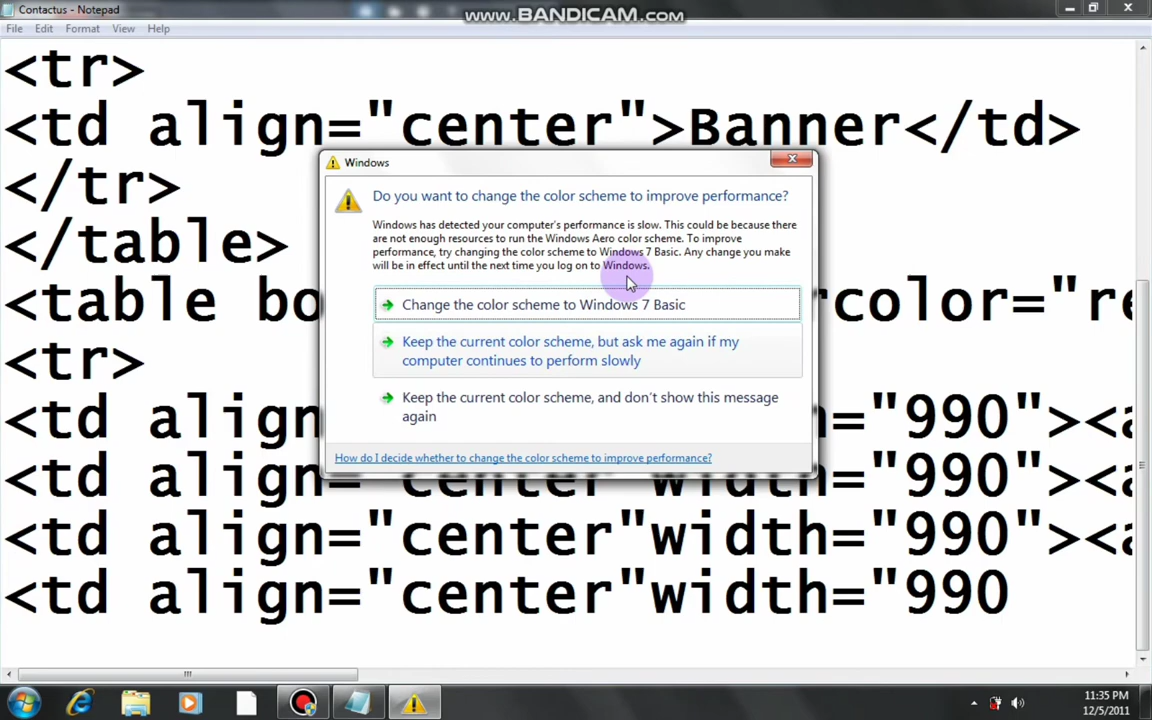 Contactus - Notepad
www.BANDICAM.com
File Edit Format View Help
<tr>
<td align="center">Banner</td>
</tr>
</table>
<table bo
color="re
<tr>
<td align="center"width="990"><a
<td align="center"width="990"><a
<td align="center"width="990
Windows
Do you want to change the color scheme to improve performance?
Windows has detected your computer's performance is slow. This could be because there
are not enough resources to run the Windows Aero color scheme. To improve
performance, try changing the color scheme to Windows 7 Basic. Any change you make
will be in effect until the next time you log on to Windows.
Change the color scheme to Windows 7 Basic
Keep the current color scheme, but ask me again if my
computer continues to perform slowly
Keep the current color scheme, and don't show this message
again
How do I decide whether to change the color scheme to improve performance?
11:35 PM
12/5/2011